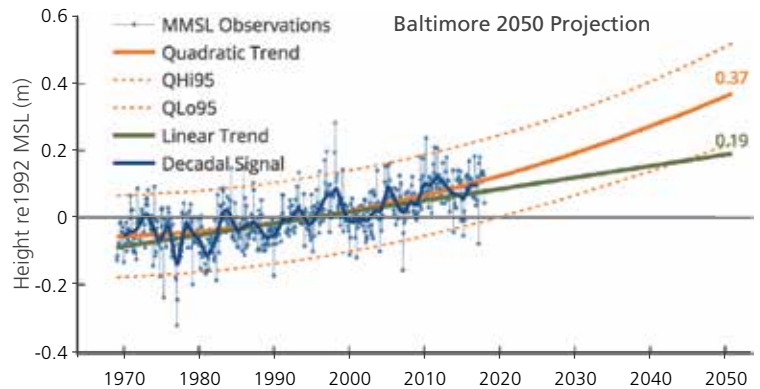 Baltimore 2050 Projection
MMSL Observations
Quadratic Trend
QHi95
QLo95
Linear Trend
Decadal Signal
Height re1992 MSL (m)
0.6
0.4
0.2
0
-0.2
-0.4
0.37
0.19
1970 1980 1990 2000 2010 2020 2030 2040 2050